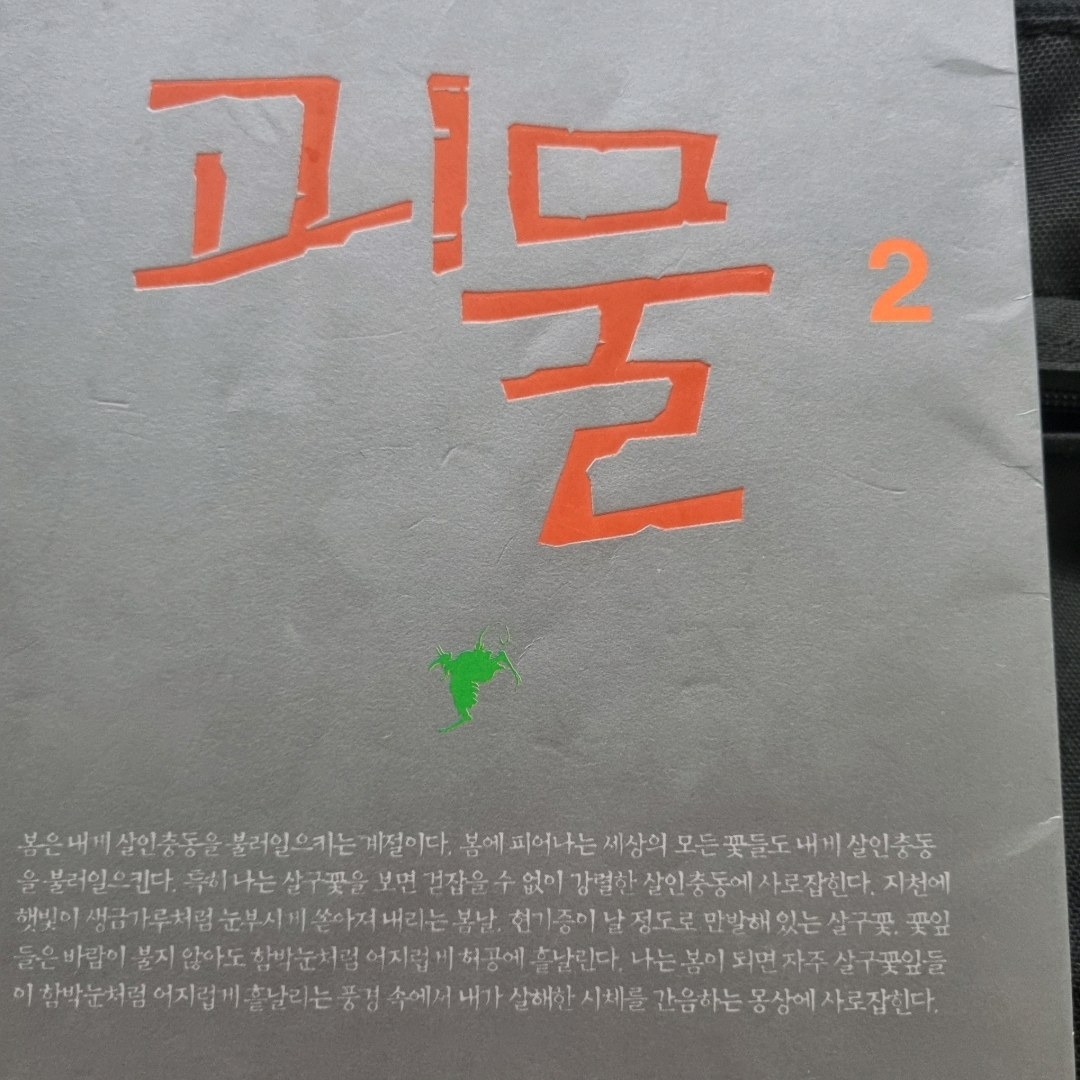 괴물
2
봄은 내게 살인충동을 불러일으키는 계절이다. 봄에 피어나는 세상의 모든 꽃들도 내게 살인충동
을 불러일으킨다. 특히 나는 살구꽃을 보면 걷잡을 수 없이 강렬한 살인충동에 사로잡힌다. 지천에
햇빛이 생금가루처럼 눈부시게 쏟아져 내리는 봄날. 현기증이 날 정도로 만발해 있는 살구꽃. 꽃잎
들은 바람이 불지 않아도 함박눈처럼 어지럽게 허공에 흩날린다. 나는 봄이 되면 자주 살구꽃잎들
이 함박눈처럼 어지럽게 흩날리는 풍경 속에서 내가 살해한 시체를 간음하는 몽상에 사로잡힌다.